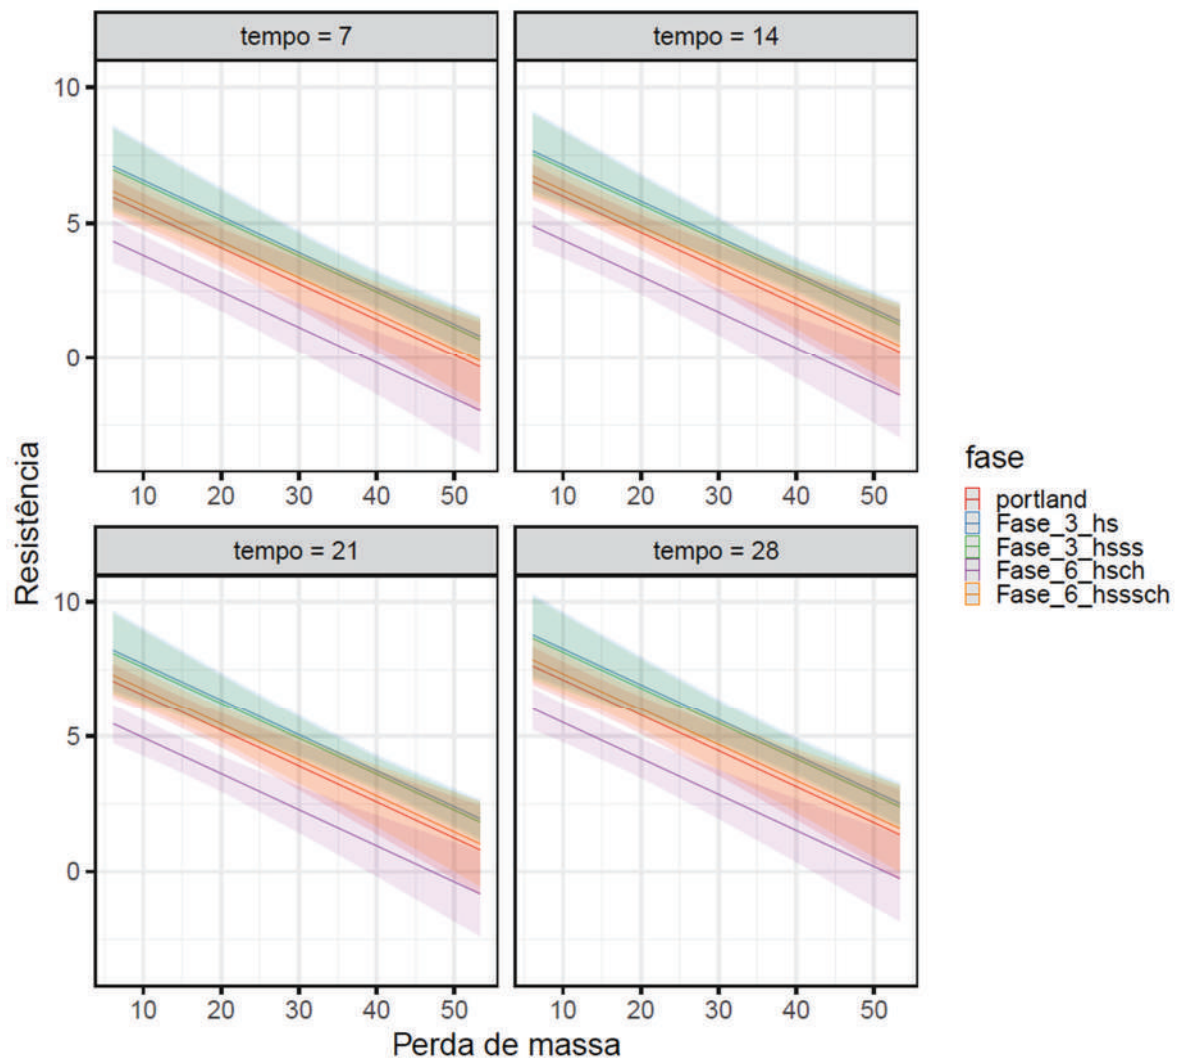 tempo = 7
tempo = 14
10
5
0
10 20 30 40 50
10 20 30 40 50
tempo = 21
tempo = 28
10
5
0
10 20 30 40 50
10 20 30 40 50
Resistência
Perda de massa
fase
portland
Fase_3_hs
Fase_3_hsss
Fase_6_hsch
Fase_6_hsssch